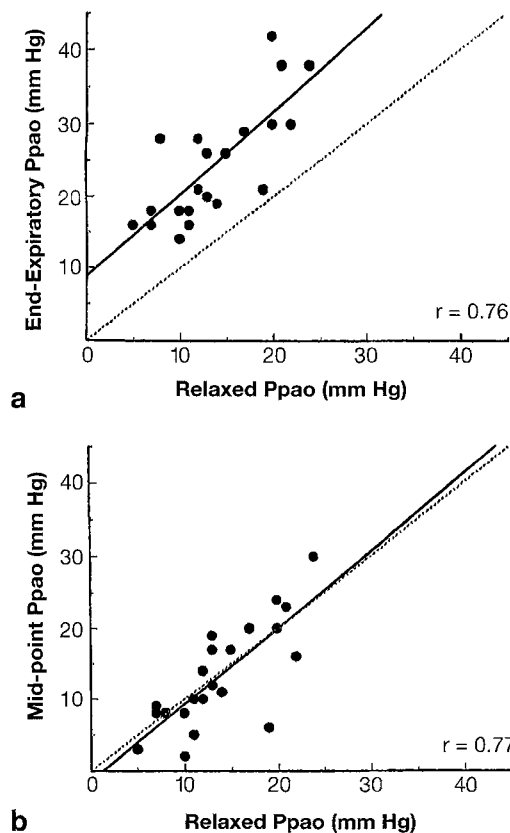 End-Expiratory Ppao (mm Hg)
40
30
20
10
0
10
20
30
40
r = 0.76
Relaxed Ppao (mm Hg)
a
Mid-point Ppao (mm Hg)
40
30
20
10
0
10
20
30
40
r = 0.77
Relaxed Ppao (mm Hg)
b